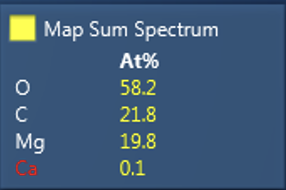 Map Sum Spectrum
At%
O 58.2
C 21.8
Mg 19.8
Ca 0.1